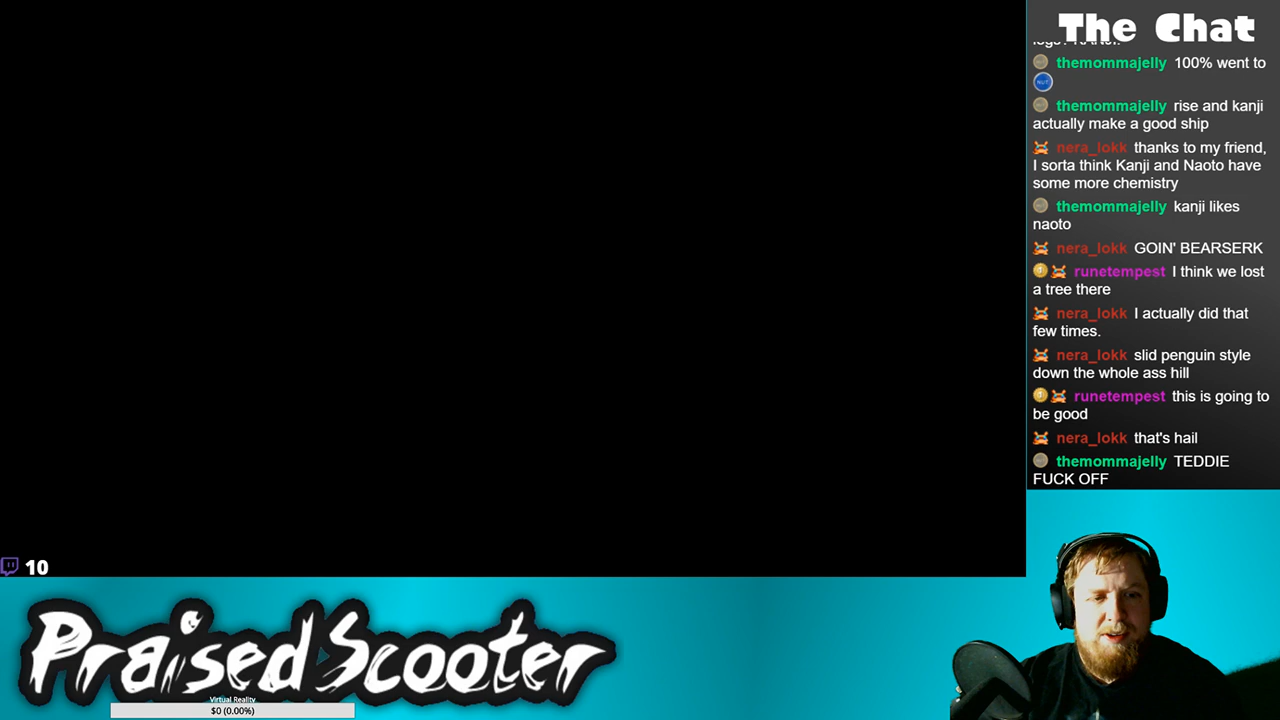 The Chat
themommajelly 100% went to
themommajelly rise and kanji
actually make a good ship
nera_lokk thanks to my friend,
I sorta think Kanji and Naoto have
some more chemistry
themommajelly kanji likes
naoto
nera_lokk GOIN' BEARSERK
runetempest I think we lost
a tree there
nera_lokk I actually did that
few times.
nera_lokk slid penguin style
down the whole ass hill
runetempest this is going to
be good
nera_lokk that's hail
themommajelly TEDDIE
FUCK OFF
10
PraisedScooter
Virtual Reality
$0 (0.00%)